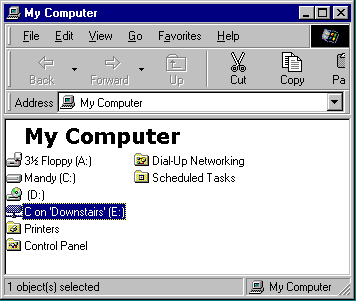 My Computer
File Edit View Go Favorites Help
Back Forward Up Cut Copy Pa
Address My Computer
My Computer
3½ Floppy (A:) Dial-Up Networking
Mandy (C:) Scheduled Tasks
(D:)
C on 'Downstairs' (E:)
Printers
Control Panel
1 object(s) selected My Computer